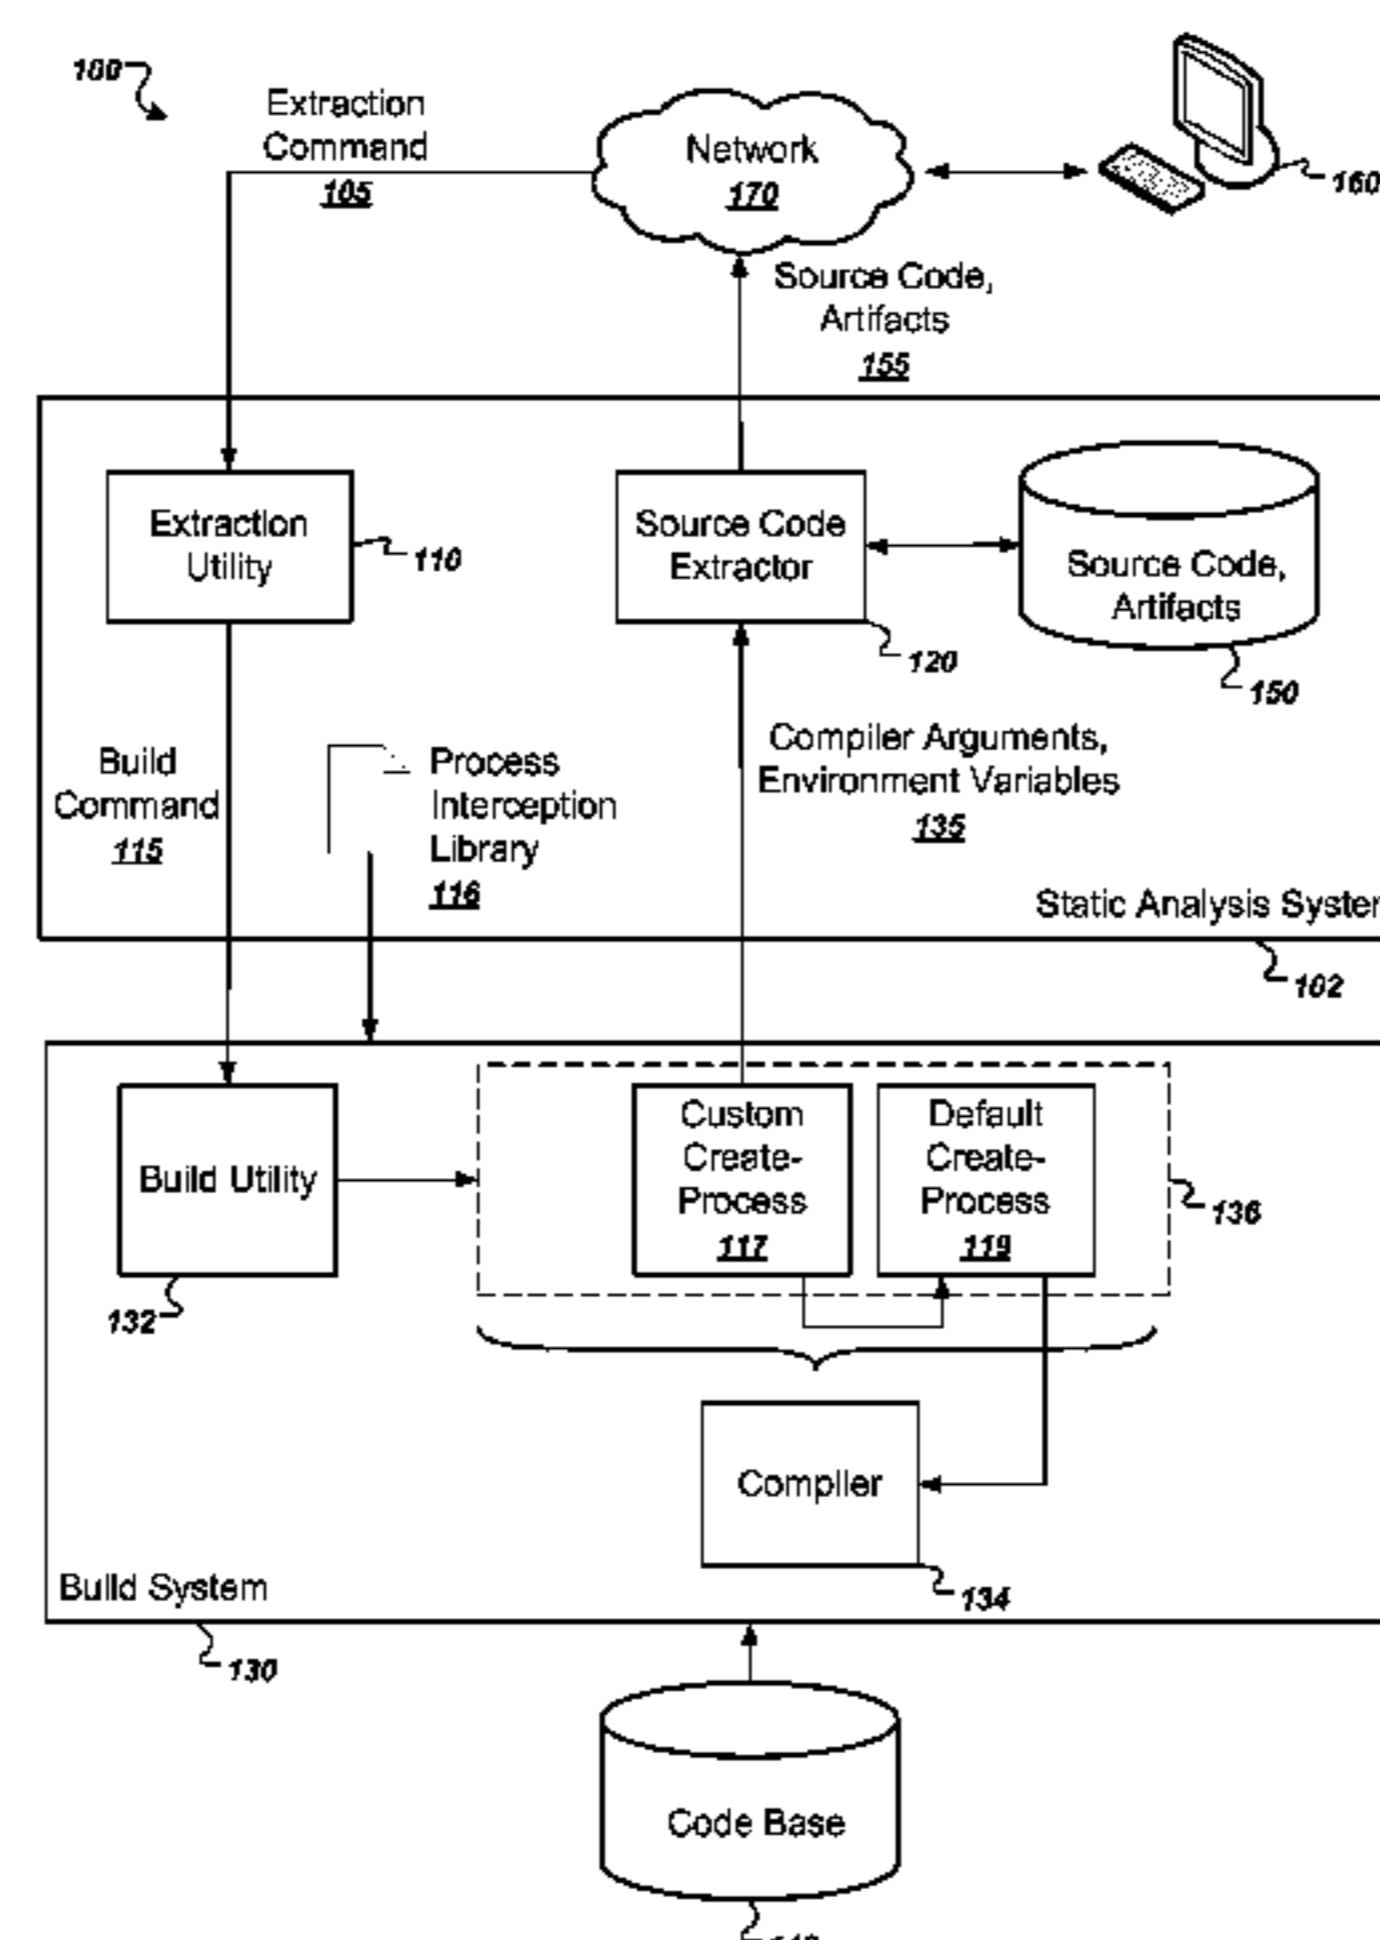 100
Extraction
Command
105
Network
170
160
Source Code,
Artifacts
155
Extraction
Utility
110
Source Code
Extractor
120
Source Code,
Artifacts
150
Build
Command
115
Process
Interception
Library
116
Compiler Arguments,
Environment Variables
135
Static Analysis
102
Build Utility
132
Custom
Create-
Process
117
Default
Create-
Process
119
136
Compiler
134
Build System
130
Code Base